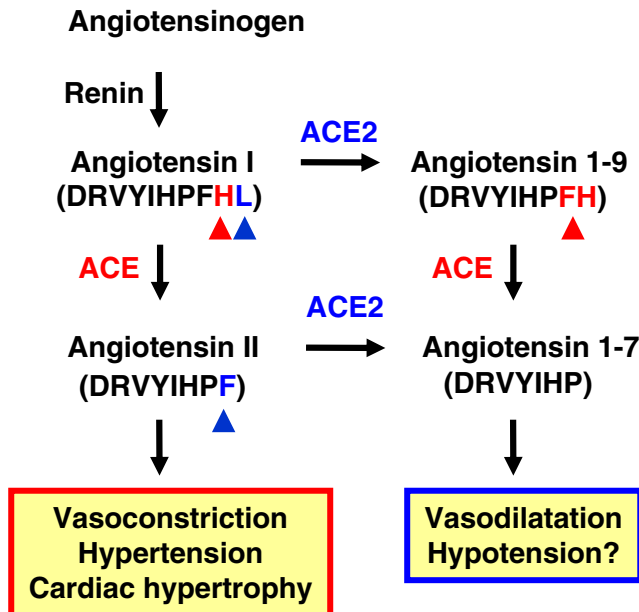 Angiotensinogen
Renin
ACE2
Angiotensin I
(DRVYIHPFHL)
Angiotensin 1-9
(DRVYIHPFH)
ACE
ACE
ACE2
Angiotensin II
(DRVYIHPF)
Angiotensin 1-7
(DRVYIHP)
Vasoconstriction
Hypertension
Cardiac hypertrophy
Vasodilatation
Hypotension?